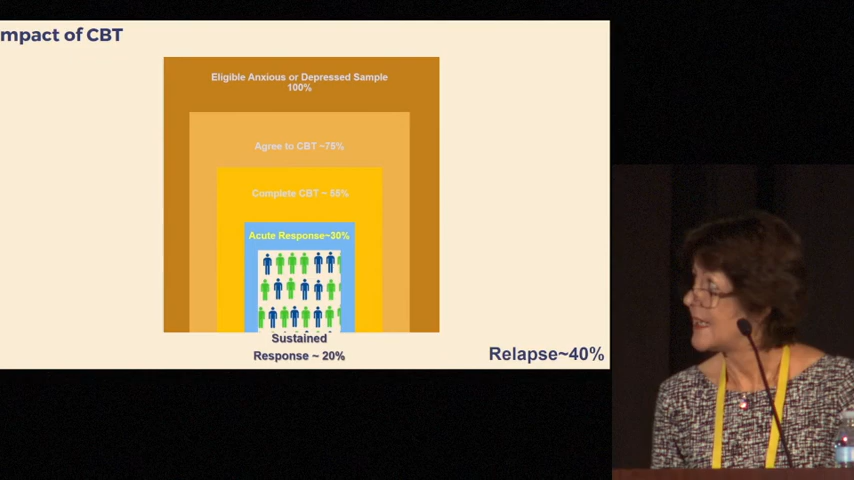 mpact of CBT
Eligible Anxious or Depressed Sample
100%
Agree to CBT ~75%
Complete CBT ~ 55%
Acute Response~30%
Sustained
Response ~ 20%
Relapse~40%